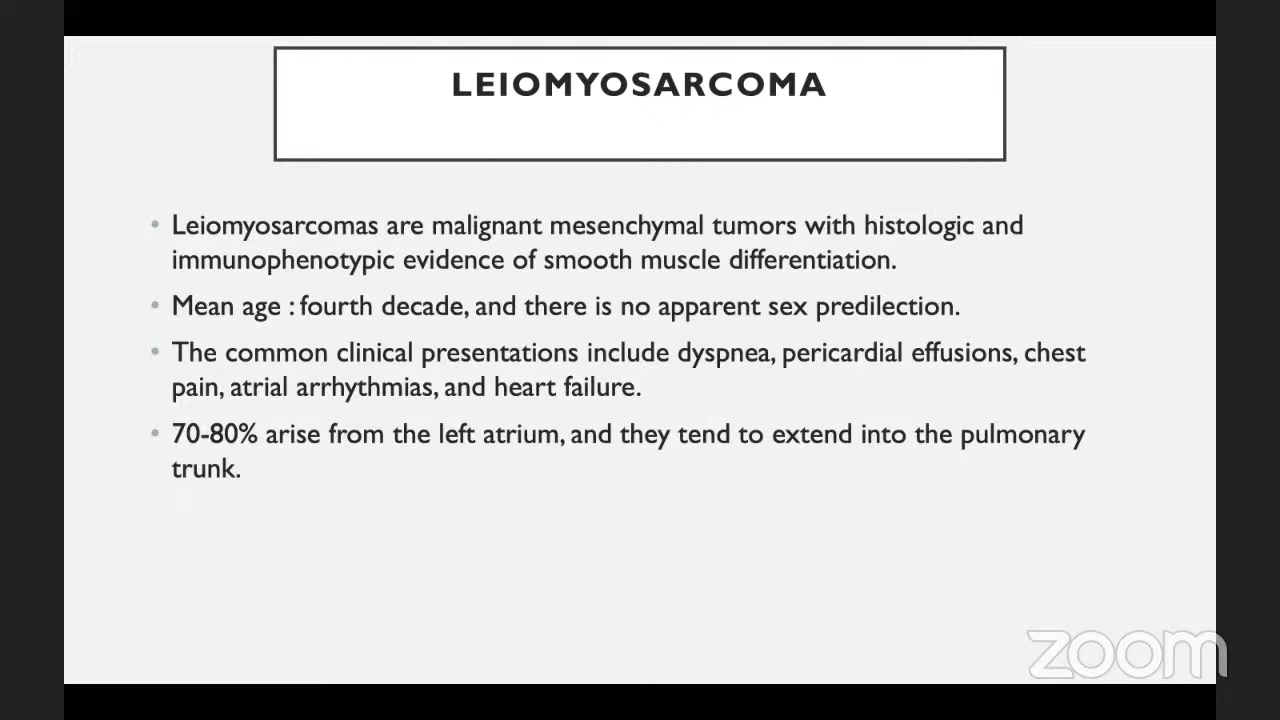 LEIOMYOSARCOMA
• Leiomyosarcomas are malignant mesenchymal tumors with histologic and
immunophenotypic evidence of smooth muscle differentiation.
• Mean age : fourth decade, and there is no apparent sex predilection.
• The common clinical presentations include dyspnea, pericardial effusions, chest
pain, atrial arrhythmias, and heart failure.
• 70-80% arise from the left atrium, and they tend to extend into the pulmonary
trunk.
zoom